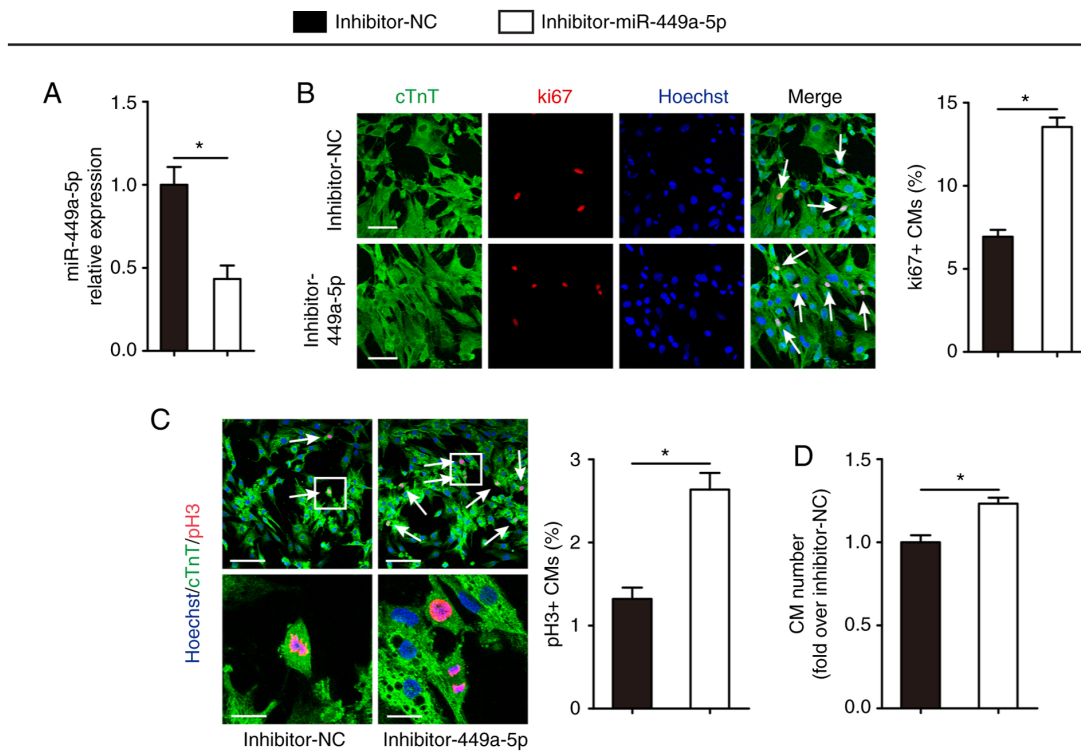 Inhibitor-NC
Inhibitor-miR-449a-5p
A
miR-449a-5p
relative expression
1.5
1.0
0.5
0.0
*
B
cTnT
ki67
Hoechst
Merge
Inhibitor-NC
Inhibitor-
449a-5p
ki67+ CMs (%)
15
10
5
0
*
C
Hoechst/cTnT/pH3
Inhibitor-NC
Inhibitor-449a-5p
pH3+ CMs (%)
3
2
1
0
*
D
CM number
(fold over inhibitor-NC)
1.5
1.0
0.5
0.0
*